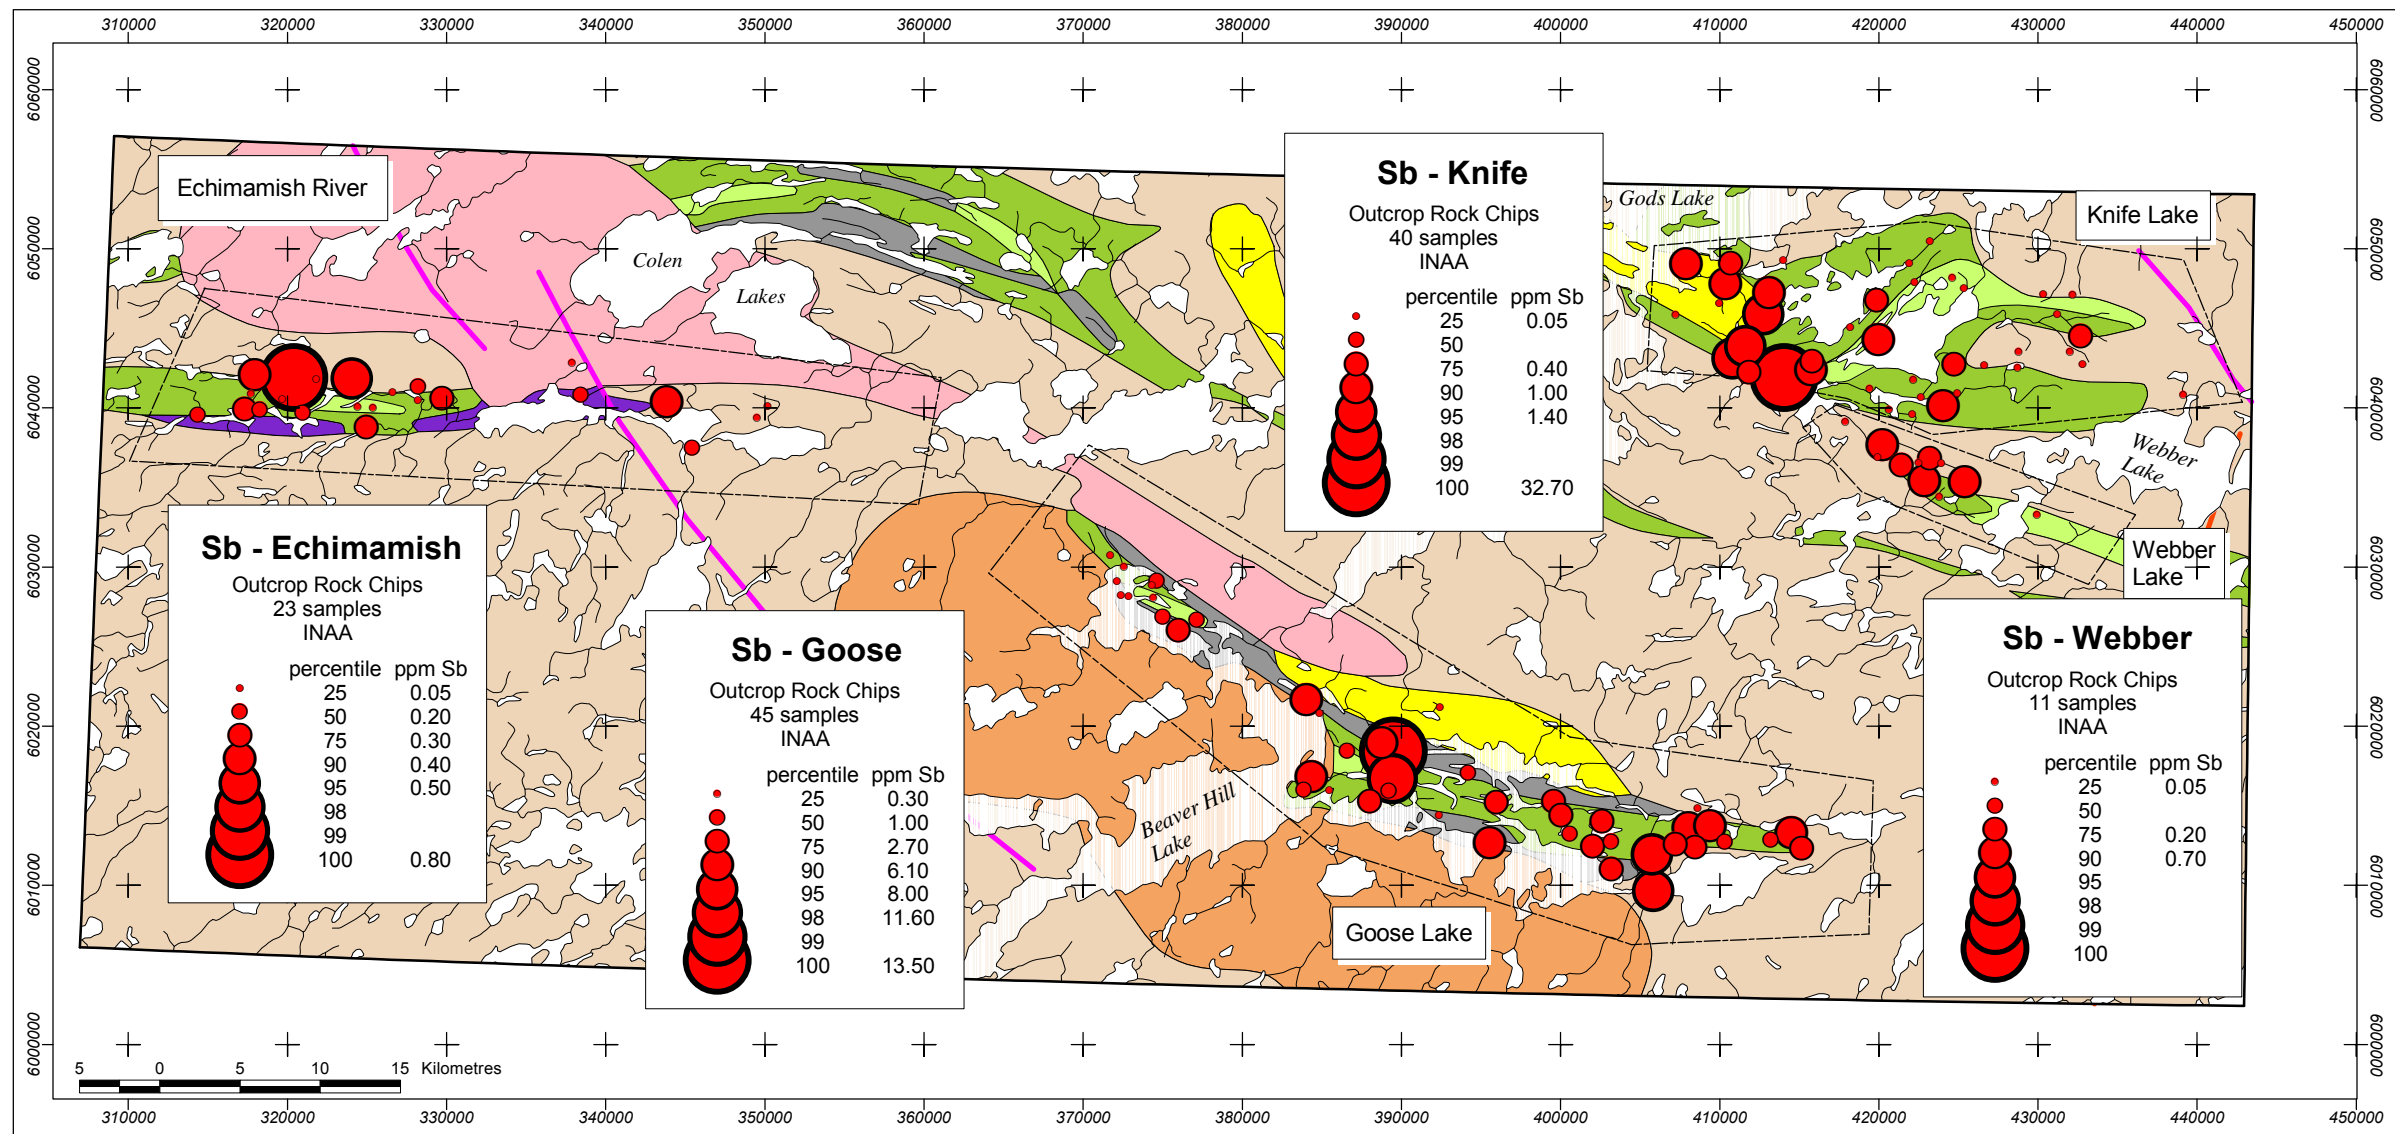 310000 320000 330000 340000 350000 360000 370000 380000 390000 400000 410000 420000 430000 440000 450000
6060000 6060000
Echimamish River
Sb - Knife
Outcrop Rock Chips
40 samples
INAA
percentile ppm Sb
25 0.05
50
75 0.40
90 1.00
95 1.40
98
99
100 32.70
Gods Lake
Knife Lake
6050000 6050000
Colen
Lakes
6040000 6040000
Webber
Lake
Webber
Lake
6030000 6030000
Sb - Echimamish
Outcrop Rock Chips
23 samples
INAA
percentile ppm Sb
25 0.05
50 0.20
75 0.30
90 0.40
95 0.50
98
99
100 0.80
Sb - Goose
Outcrop Rock Chips
45 samples
INAA
percentile ppm Sb
25 0.30
50 1.00
75 2.70
90 6.10
95 8.00
98 11.60
99
100 13.50
Sb - Webber
Outcrop Rock Chips
11 samples
INAA
percentile ppm Sb
25 0.05
50
75 0.20
90 0.70
95
98
99
100
6020000 6020000
Beaver Hill
Lake
6010000 6010000
Goose Lake
6000000 6000000
5 0 5 10 15 Kilometres
310000 320000 330000 340000 350000 360000 370000 380000 390000 400000 410000 420000 430000 440000 450000